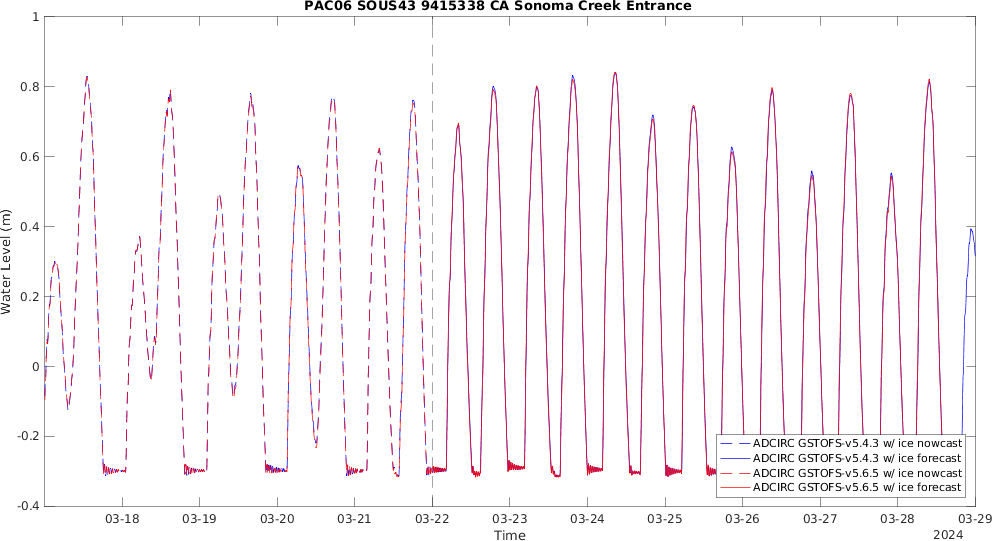 PAC06 SOUS43 9415338 CA Sonoma Creek Entrance
1
0.8
0.6
0.4
0.2
0
-0.2
-0.4
Water Level (m)
ADCIRC GSTOFS-v5.4.3 w/ ice nowcast
ADCIRC GSTOFS-v5.4.3 w/ ice forecast
ADCIRC GSTOFS-v5.6.5 w/ ice nowcast
ADCIRC GSTOFS-v5.6.5 w/ ice forecast
03-18 03-19 03-20 03-21 03-22 03-23 03-24 03-25 03-26 03-27 03-28 03-29
Time
2024